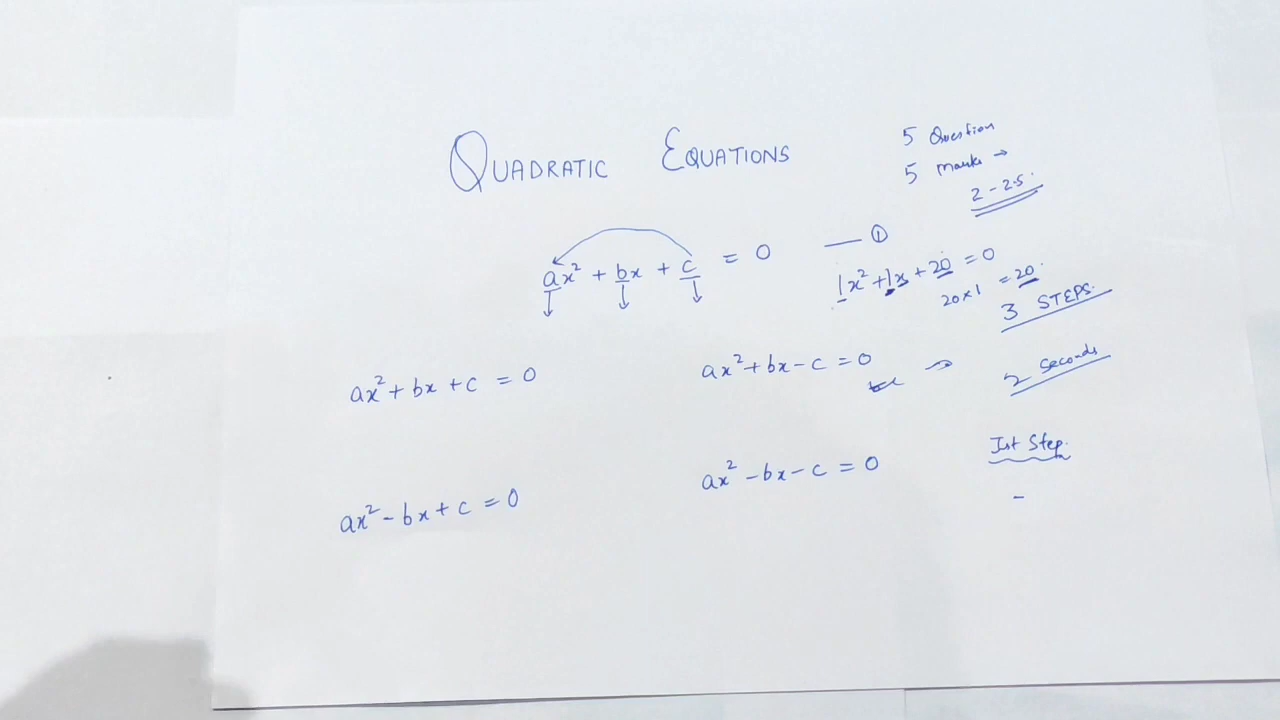 QUADRATIC EQUATIONS
5 Question
5 marks →
2 - 2.5.
ax² + bx + c = 0 — ①
1x² + 1x + 20 = 0
20 x 1 = 20.
3 STEPS.
ax² + bx + c = 0
ax² + bx - c = 0
2 seconds
Ist Step.
ax² - bx + c = 0
ax² - bx - c = 0
-